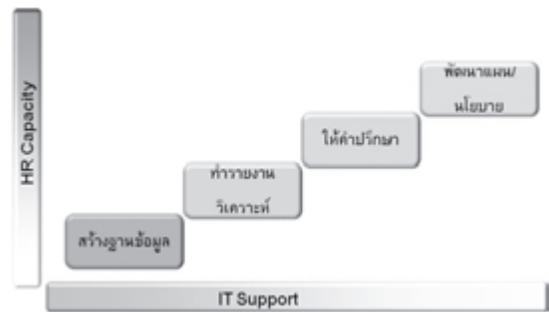 HR Capacity
พัฒนาแผน/
นโยบาย
ให้คำปรึกษา
ทำรายงาน
วิเคราะห์
สร้างฐานข้อมูล
IT Support